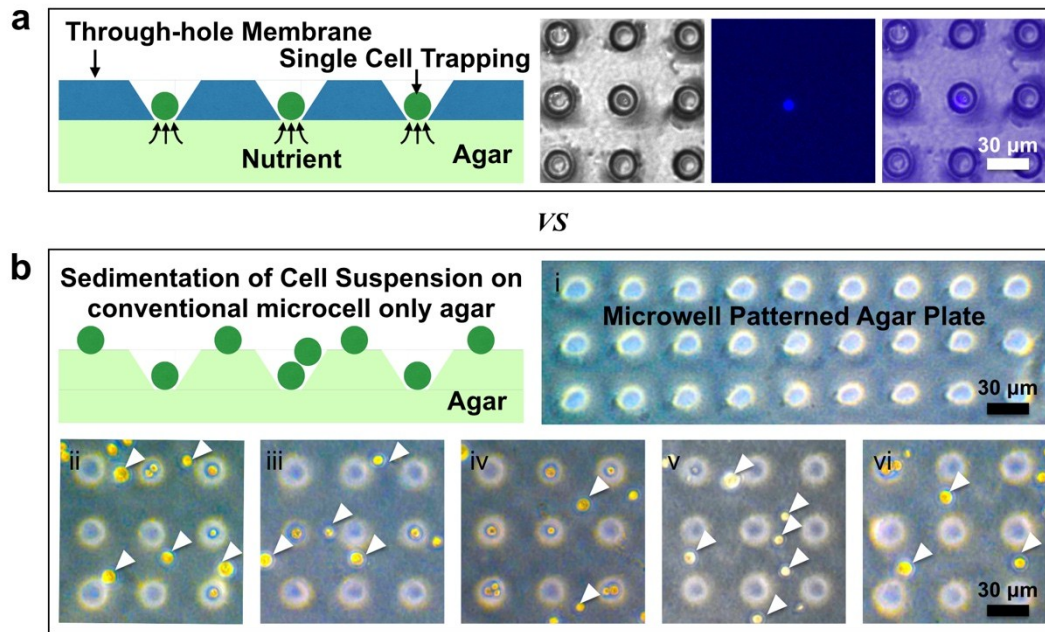 a
Through-hole Membrane
Single Cell Trapping
Nutrient
Agar
30 µm
VS
b
Sedimentation of Cell Suspension on
conventional microcell only agar
Agar
i
Microwell Patterned Agar Plate
30 µm
ii
iii
iv
v
vi
30 µm